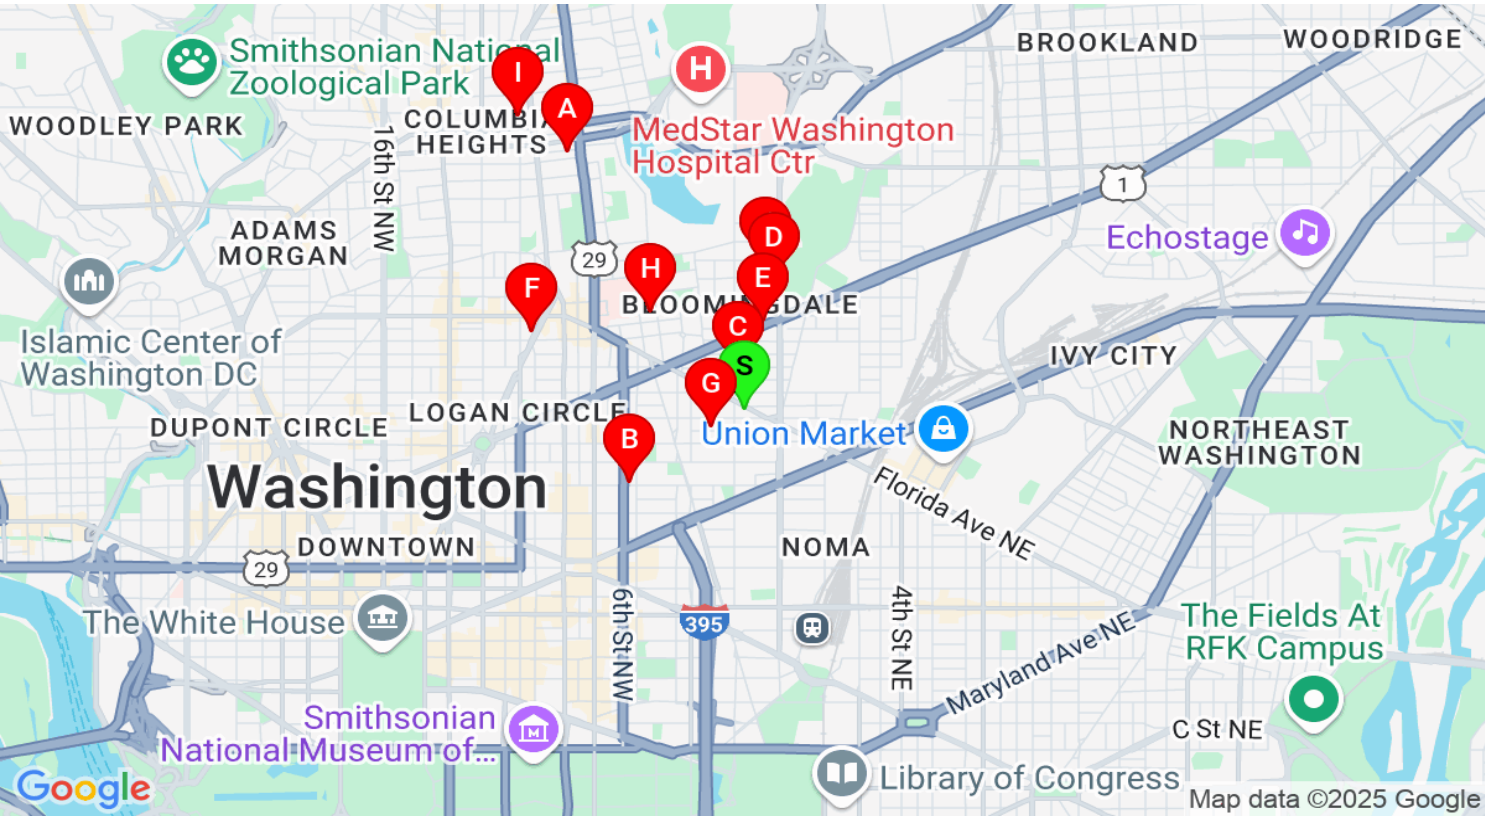 BROOKLAND
WOODRIDGE
Smithsonian National
Zoological Park
H
I
A
WOODLEY PARK
COLUMBIA
HEIGHTS
16th St NW
MedStar Washington
Hospital Ctr
1
ADAMS
MORGAN
D
Echostage
29
H
E
F
BLOOMINGDALE
C
Islamic Center of
Washington DC
IVY CITY
S
G
LOGAN CIRCLE
DUPONT CIRCLE
B
Union Market
NORTHEAST
WASHINGTON
Washington
Florida Ave NE
DOWNTOWN
NOMA
29
The White House
6th St NW
395
4th St NE
Maryland Ave NE
The Fields At
RFK Campus
Smithsonian
National Museum of...
M
C St NE
Library of Congress
Google
Map data ©2025 Google